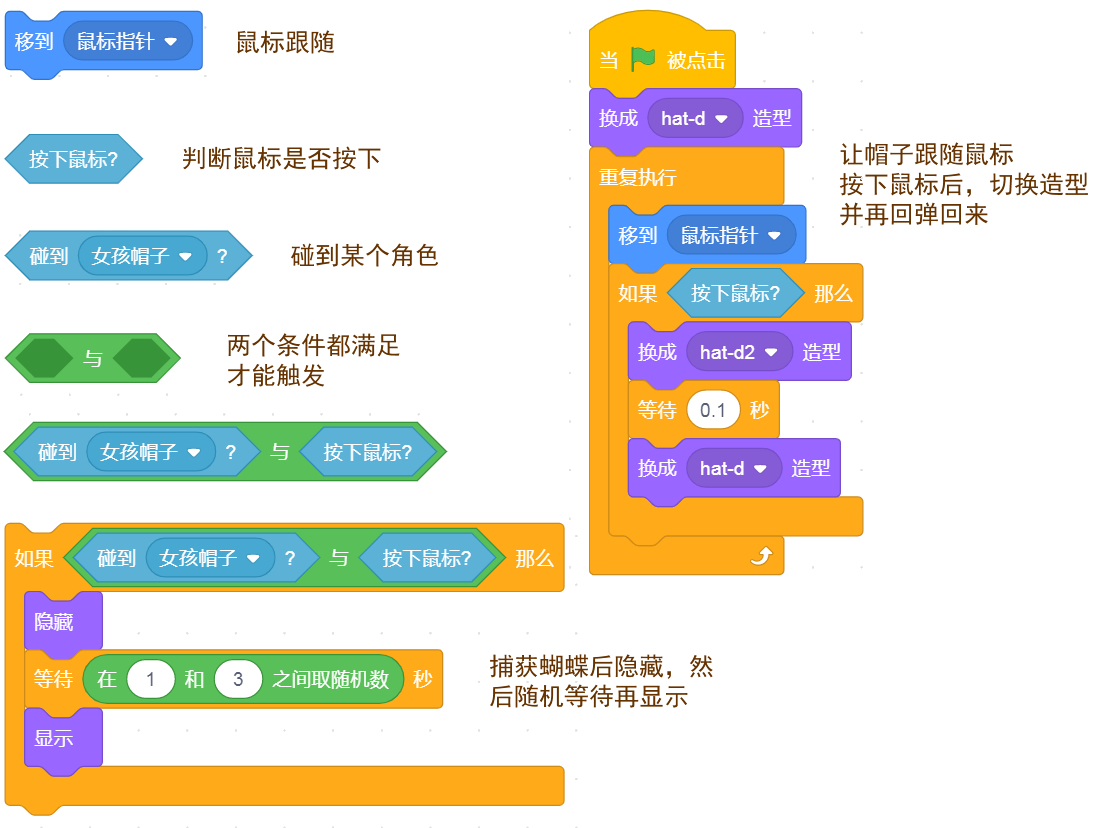 移到 鼠标指针
鼠标跟随
按下鼠标?
判断鼠标是否按下
碰到 女孩帽子 ?
碰到某个角色
与
两个条件都满足
才能触发
碰到 女孩帽子 ? 与 按下鼠标?
如果 碰到 女孩帽子 ? 与 按下鼠标? 那么
隐藏
等待 在 1 和 3 之间取随机数 秒
显示
捕获蝴蝶后隐藏，然
后随机等待再显示
当 被点击
换成 hat-d 造型
重复执行
移到 鼠标指针
如果 按下鼠标? 那么
换成 hat-d2 造型
等待 0.1 秒
换成 hat-d 造型
让帽子跟随鼠标
按下鼠标后，切换造型
并再回弹回来